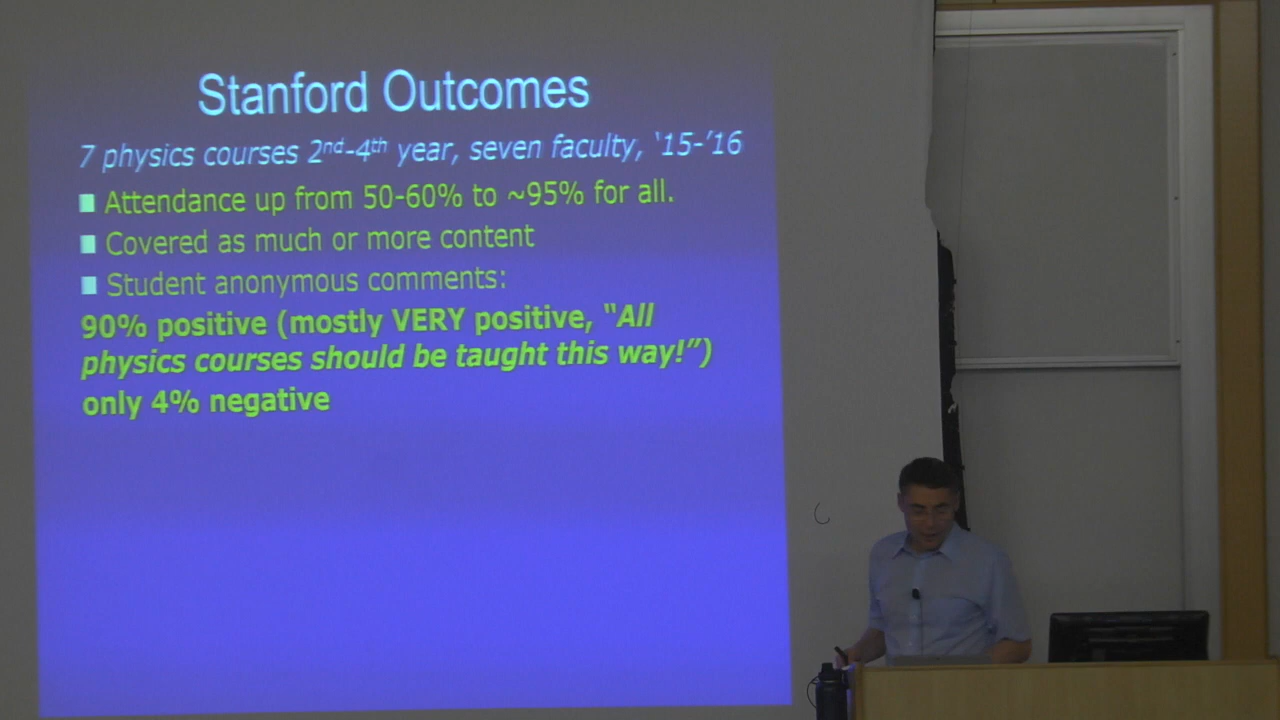 Stanford Outcomes
7 physics courses 2nd-4th year, seven faculty, ‘15-’16
Attendance up from 50-60% to ~95% for all.
Covered as much or more content
Student anonymous comments:
90% positive (mostly VERY positive, “All
physics courses should be taught this way!”)
only 4% negative